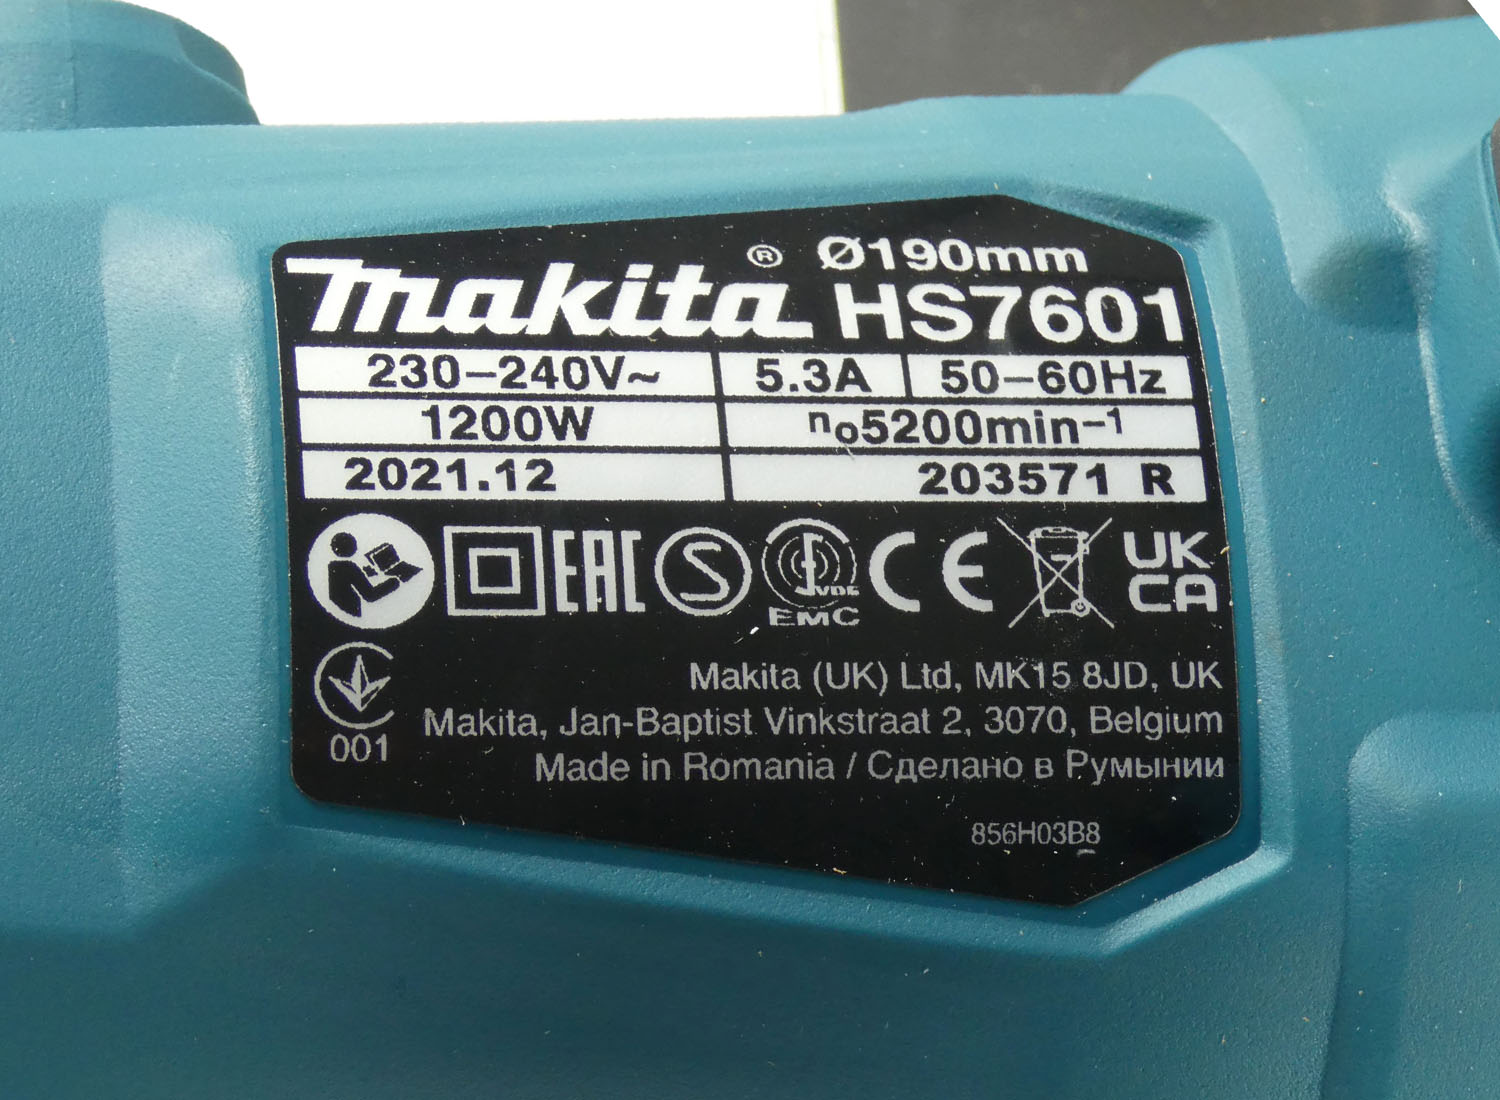 makita® Ø190mm
HS7601
230–240V~ 5.3A 50–60Hz
1200W n₀5200min⁻¹
2021.12 203571 R
EAC S VDE EMC CE UK CA
001
Makita (UK) Ltd, MK15 8JD, UK
Makita, Jan-Baptist Vinkstraat 2, 3070, Belgium
Made in Romania / Сделано в Румынии
856H03B8